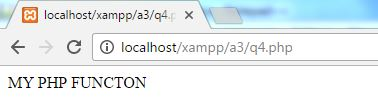 localhost/xampp/a3/q4.p
localhost/xampp/a3/q4.php
MY PHP FUNCTON